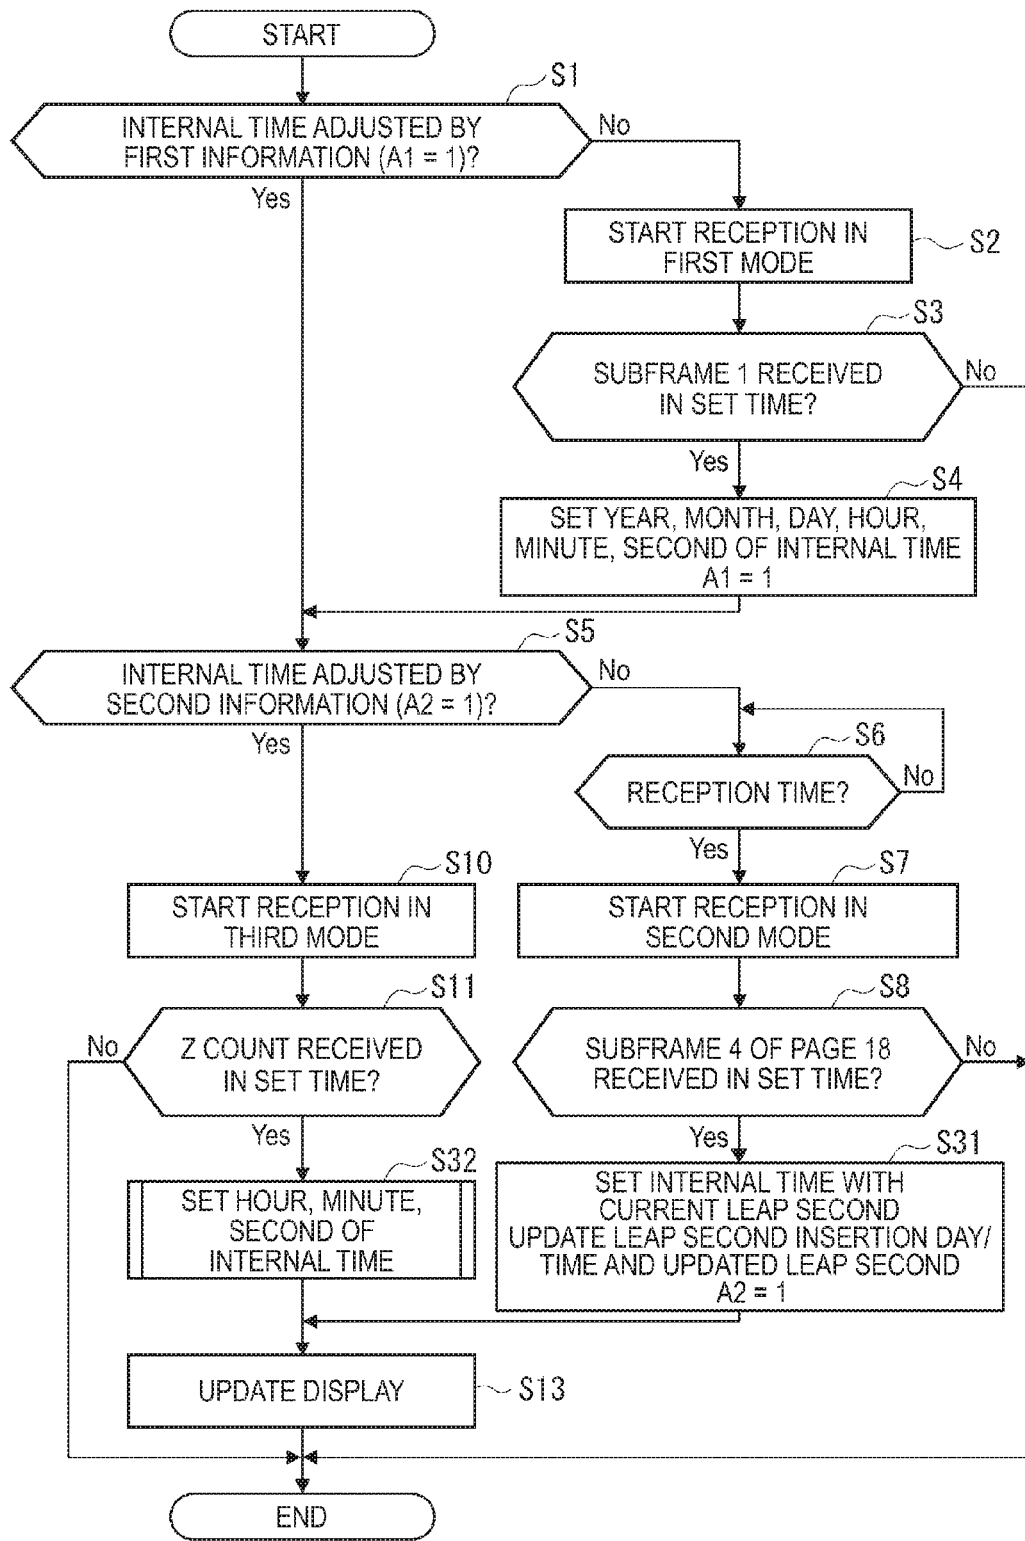 START
S1
INTERNAL TIME ADJUSTED BY
FIRST INFORMATION (A1 = 1)?
No
Yes
START RECEPTION IN
FIRST MODE
S2
S3
SUBFRAME 1 RECEIVED
IN SET TIME?
No
Yes
S4
SET YEAR, MONTH, DAY, HOUR,
MINUTE, SECOND OF INTERNAL TIME
A1 = 1
S5
INTERNAL TIME ADJUSTED BY
SECOND INFORMATION (A2 = 1)?
No
Yes
S6
RECEPTION TIME?
No
Yes
S10
START RECEPTION IN
THIRD MODE
S7
START RECEPTION IN
SECOND MODE
S11
No
Z COUNT RECEIVED
IN SET TIME?
Yes
S8
SUBFRAME 4 OF PAGE 18
RECEIVED IN SET TIME?
No
Yes
S32
SET HOUR, MINUTE,
SECOND OF
INTERNAL TIME
S31
SET INTERNAL TIME WITH
CURRENT LEAP SECOND
UPDATE LEAP SECOND INSERTION DAY/
TIME AND UPDATED LEAP SECOND
A2 = 1
UPDATE DISPLAY
S13
END